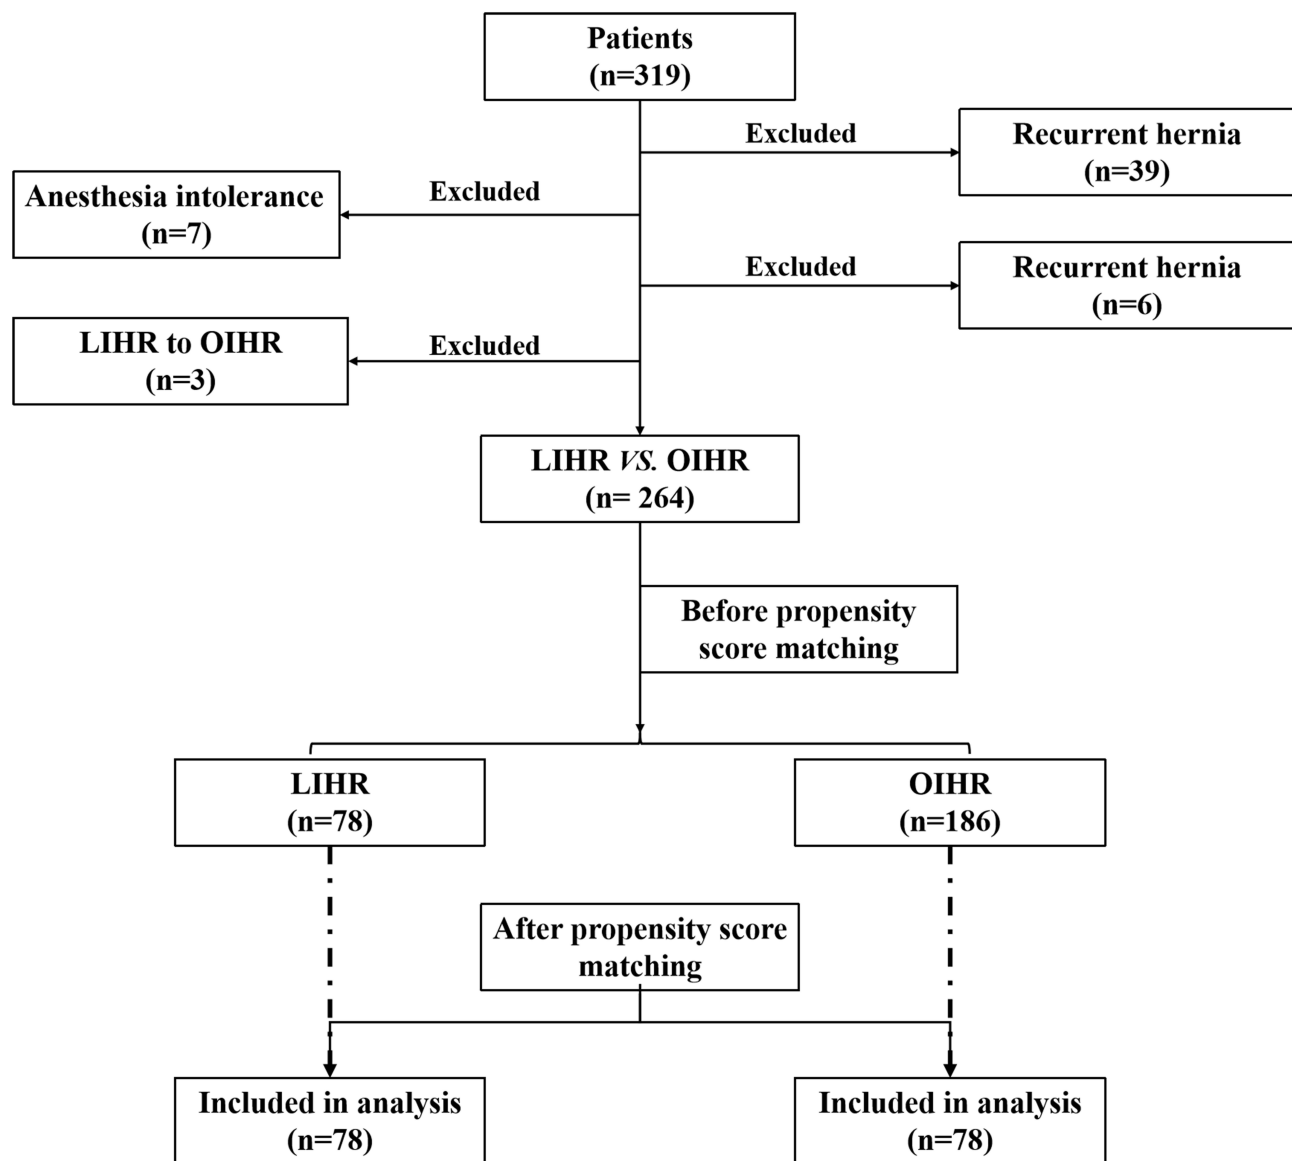 Patients
(n=319)
Excluded
Recurrent hernia
(n=39)
Anesthesia intolerance
(n=7)
Excluded
Excluded
Recurrent hernia
(n=6)
LIHR to OIHR
(n=3)
Excluded
LIHR VS. OIHR
(n= 264)
Before propensity
score matching
LIHR
(n=78)
OIHR
(n=186)
After propensity score
matching
Included in analysis
(n=78)
Included in analysis
(n=78)